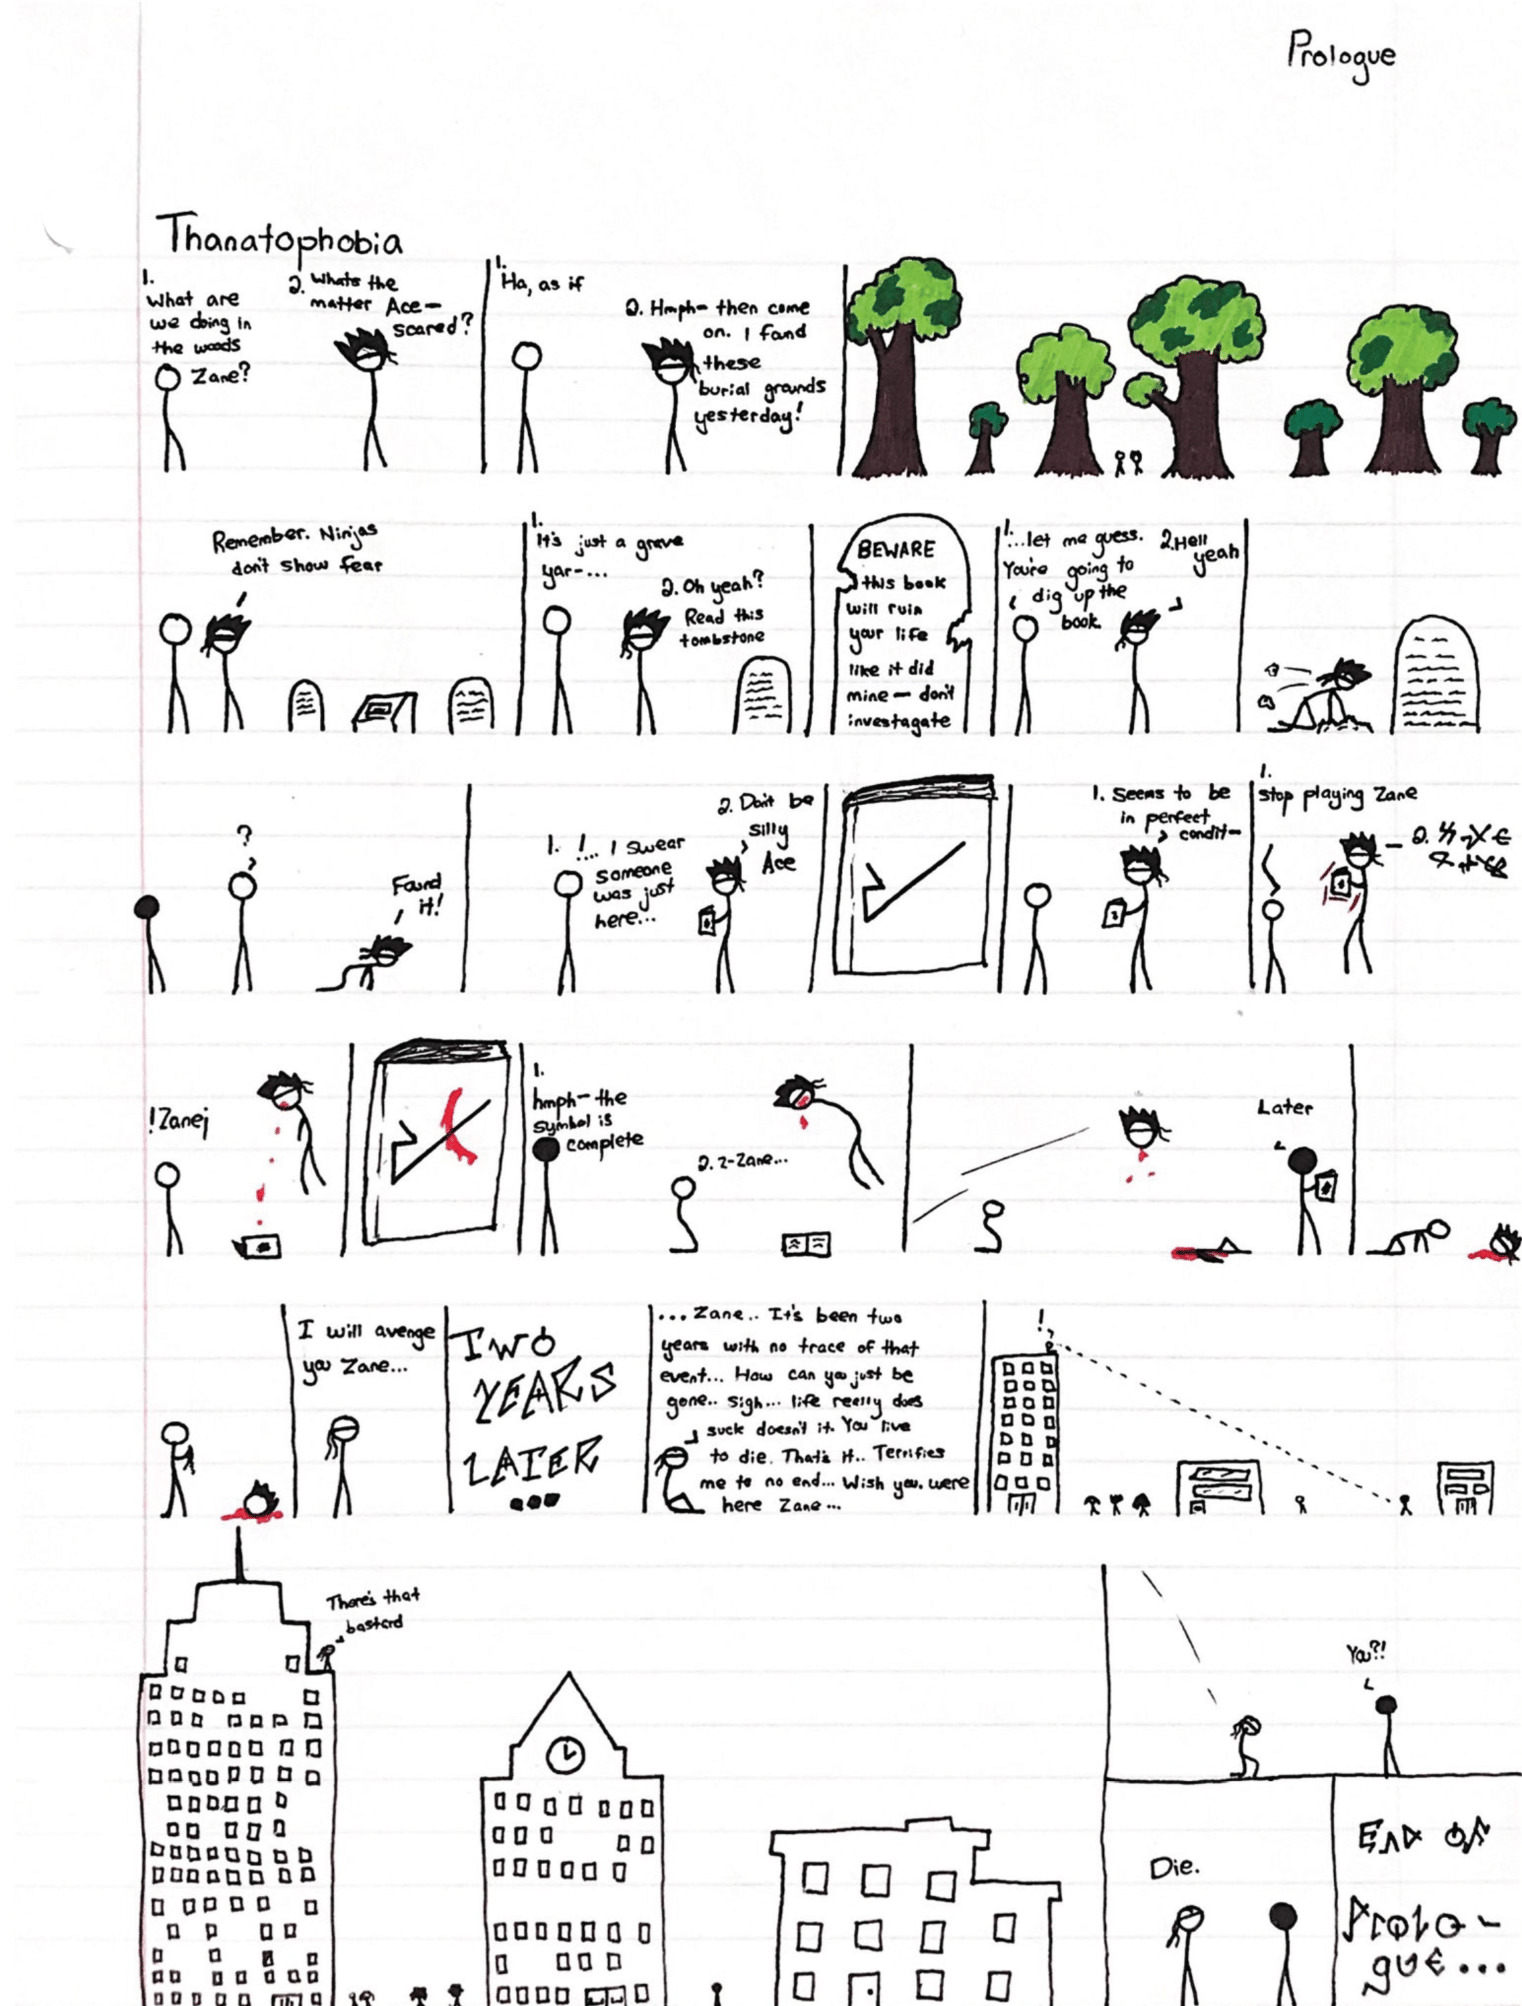 Prologue
Thanatophobia
1.
What are
we doing in
the woods
Zane?
2. Whats the
matter Ace-
scared?
1.
Ha, as if
2. Hmph- then come
on. I found
these
burial grounds
yesterday!
Remember. Ninjas
don't show fear
1.
It's just a grave
yar-...
2. Oh yeah?
Read this
tombstone
BEWARE
this book
will ruin
your life
like it did
mine - don't
investagate
1.
...let me guess.
You're going to
dig up the
book.
2. Hell
yeah
?
Found
it!
1. !... I swear
someone
was just
here...
2. Don't be
silly
Ace
1. Seems to be
in perfect
condit-
1.
stop playing Zane
2.
!Zane¡
1.
hmph- the
symbol is
complete
2. Z-Zane...
Later
I will avenge
you Zane...
TWO
YEARS
LATER
...
... Zane.. It's been two
years with no trace of that
event... How can you just be
gone.. sigh... life really does
suck doesn't it. You live
to die. That's it.. Terrifies
me to no end... Wish you were
here Zane...
!
There's that
bastard
You?!
Die.
END OF
Prolo-
gue...